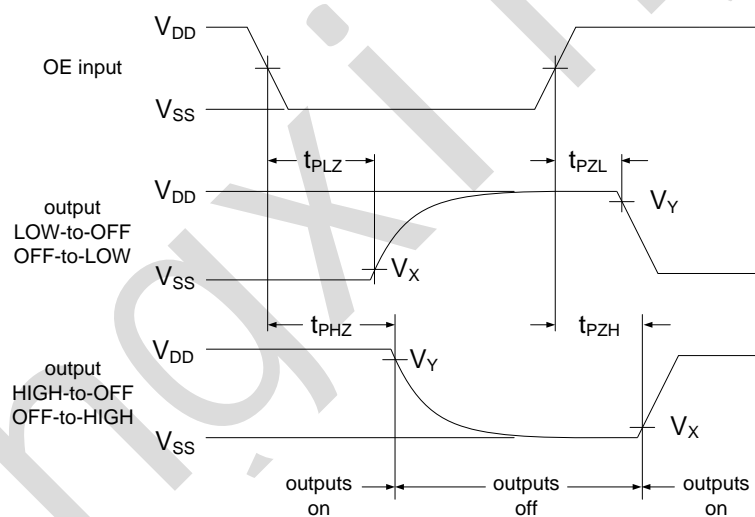 V_DD
OE input
V_SS
t_PLZ
t_PZL
V_DD
output
LOW-to-OFF
OFF-to-LOW
V_Y
V_X
V_SS
t_PHZ
t_PZH
V_DD
output
HIGH-to-OFF
OFF-to-HIGH
V_Y
V_X
V_SS
outputs
on
outputs
off
outputs
on